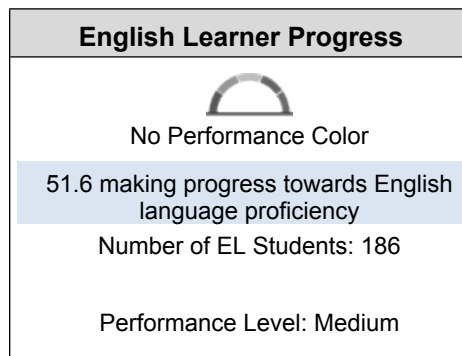 English Learner Progress
No Performance Color
51.6 making progress towards English
language proficiency
Number of EL Students: 186
Performance Level: Medium